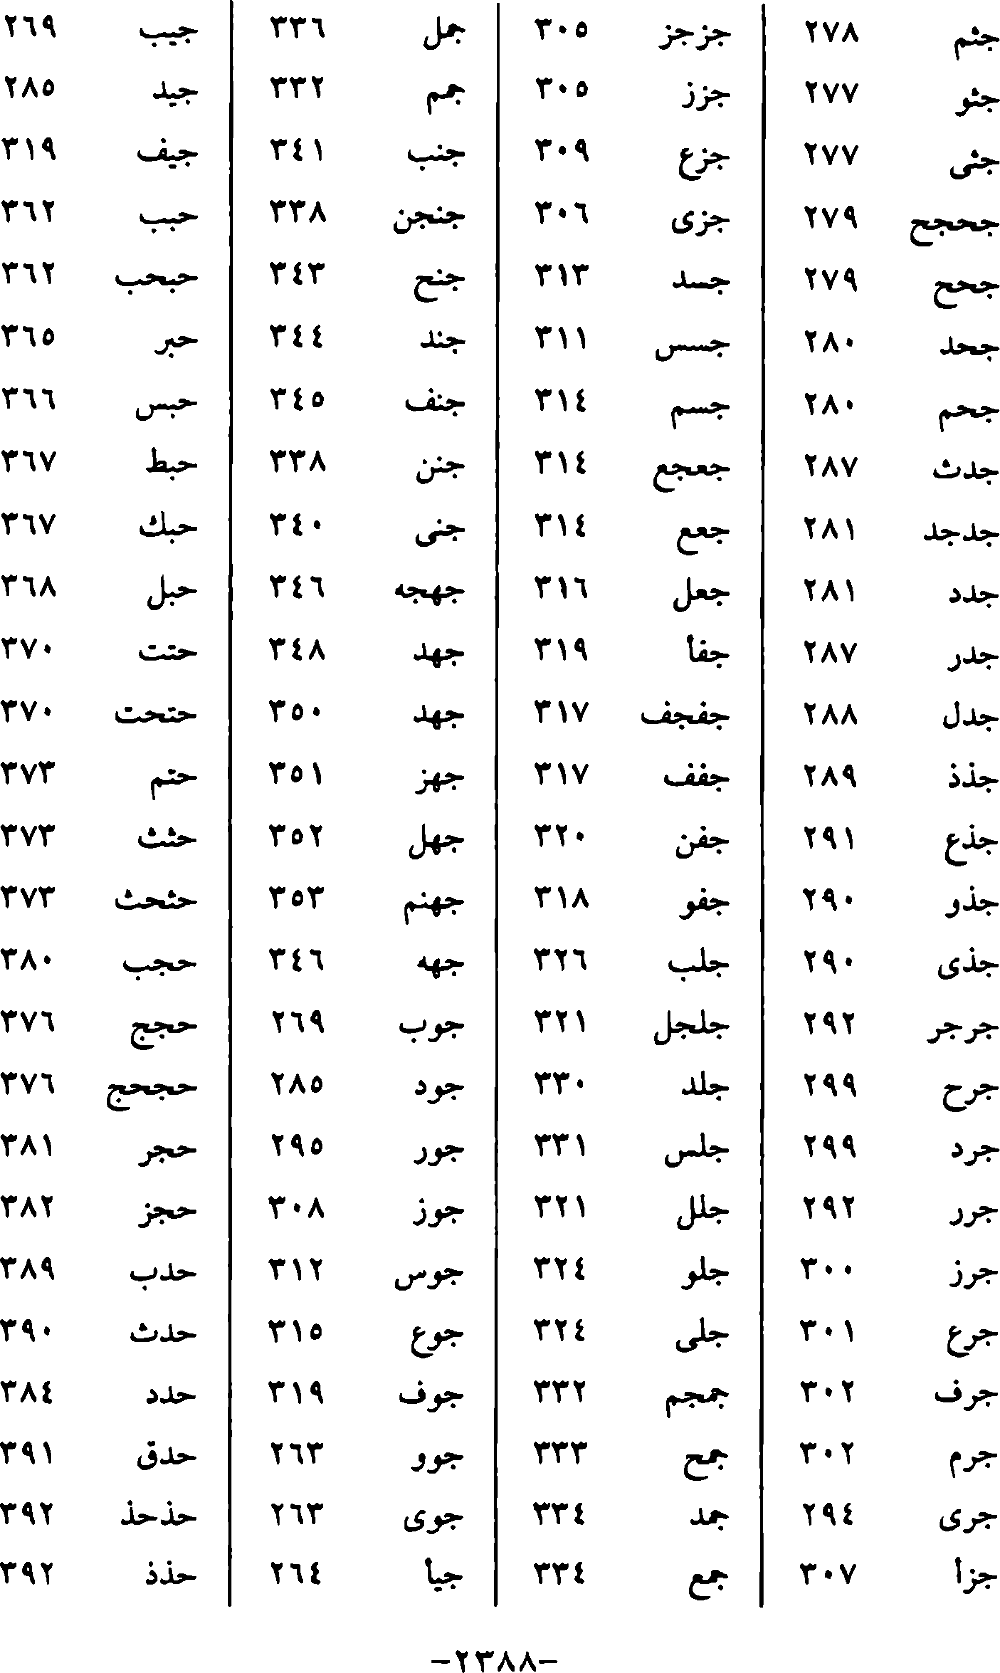 جثم ٢٧٨
جثو ٢٧٧
جثى ٢٧٧
جحجح ٢٧٩
جحح ٢٧٩
جحد ٢٨٠
جحم ٢٨٠
جدث ٢٨٧
جدجد ٢٨١
جدد ٢٨١
جدر ٢٨٧
جدل ٢٨٨
جذذ ٢٨٩
جذع ٢٩١
جذو ٢٩٠
جذى ٢٩٠
جرجر ٢٩٢
جرح ٢٩٩
جرد ٢٩٩
جرر ٢٩٢
جرز ٣٠٠
جرع ٣٠١
جرف ٣٠٢
جرم ٣٠٢
جرى ٢٩٤
جزأ ٣٠٧
جزجز ٣٠٥
جزز ٣٠٥
جزع ٣٠٩
جزى ٣٠٦
جسد ٣١٣
جسس ٣١١
جسم ٣١٤
جعجع ٣١٤
جعع ٣١٤
جعل ٣١٦
جفأ ٣١٩
جفجف ٣١٧
جفف ٣١٧
جفن ٣٢٠
جفو ٣١٨
جلب ٣٢٦
جلجل ٣٢١
جلد ٣٣٠
جلس ٣٣١
جلل ٣٢١
جلو ٣٢٤
جلى ٣٢٤
جمجم ٣٣٢
جمح ٣٣٣
جمد ٣٣٤
جمع ٣٣٤
جمل ٣٣٦
جمم ٣٣٢
جنب ٣٤١
جنجن ٣٣٨
جنح ٣٤٣
جند ٣٤٤
جنف ٣٤٥
جنن ٣٣٨
جنى ٣٤٠
جهجه ٣٤٦
جهد ٣٤٨
جهد ٣٥٠
جهز ٣٥١
جهل ٣٥٢
جهنم ٣٥٣
جهه ٣٤٦
جوب ٢٦٩
جود ٢٨٥
جور ٢٩٥
جوز ٣٠٨
جوس ٣١٢
جوع ٣١٥
جوف ٣١٩
جوو ٢٦٣
جوى ٢٦٣
جيأ ٢٦٤
جيب ٢٦٩
جيد ٢٨٥
جيف ٣١٩
حبب ٣٦٢
حبحب ٣٦٢
حبر ٣٦٥
حبس ٣٦٦
حبط ٣٦٧
حبك ٣٦٧
حبل ٣٦٨
حتت ٣٧٠
حتحت ٣٧٠
حتم ٣٧٣
حثث ٣٧٣
حثحث ٣٧٣
حجب ٣٨٠
حجج ٣٧٦
حججج ٣٧٦
حجر ٣٨١
حجز ٣٨٢
حدب ٣٨٩
حدث ٣٩٠
حدد ٣٨٤
حدق ٣٩١
حذحذ ٣٩٢
حذذ ٣٩٢
-٢٣٨٨-